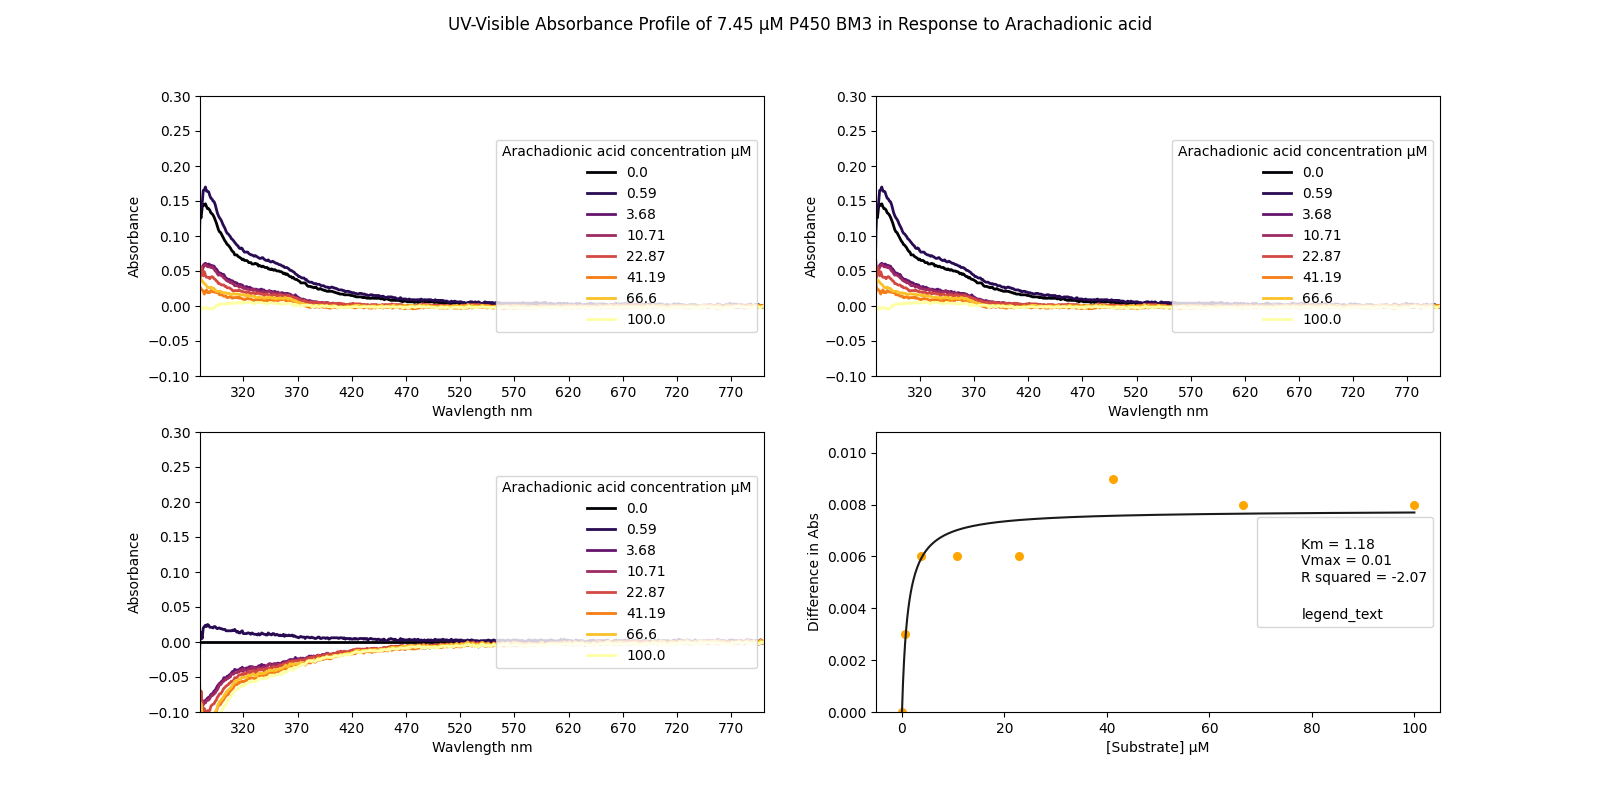 UV-Visible Absorbance Profile of 7.45 µM P450 BM3 in Response to Arachadionic acid
0.30
0.25
0.20
0.15
0.10
0.05
0.00
−0.05
−0.10
Absorbance
320 370 420 470 520 570 620 670 720 770
Wavlength nm
Arachadionic acid concentration µM
0.0
0.59
3.68
10.71
22.87
41.19
66.6
100.0
0.30
0.25
0.20
0.15
0.10
0.05
0.00
−0.05
−0.10
Absorbance
320 370 420 470 520 570 620 670 720 770
Wavlength nm
Arachadionic acid concentration µM
0.0
0.59
3.68
10.71
22.87
41.19
66.6
100.0
0.30
0.25
0.20
0.15
0.10
0.05
0.00
−0.05
−0.10
Absorbance
320 370 420 470 520 570 620 670 720 770
Wavlength nm
Arachadionic acid concentration µM
0.0
0.59
3.68
10.71
22.87
41.19
66.6
100.0
0.010
0.008
0.006
0.004
0.002
0.000
Difference in Abs
0 20 40 60 80 100
[Substrate] µM
Km = 1.18
Vmax = 0.01
R squared = -2.07
legend_text